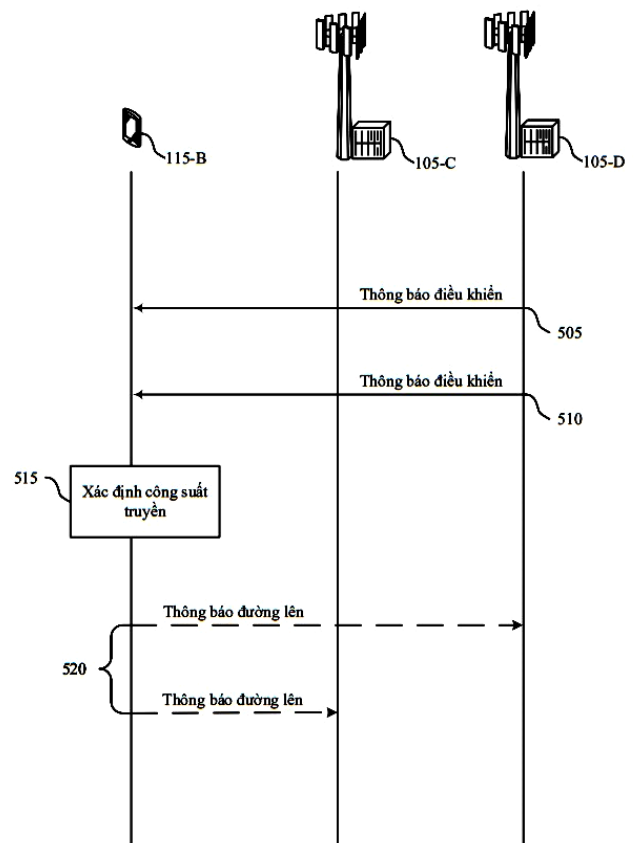 115-B
105-C
105-D
Thông báo điều khiển
505
Thông báo điều khiển
510
515
Xác định công suất
truyền
Thông báo đường lên
520
Thông báo đường lên